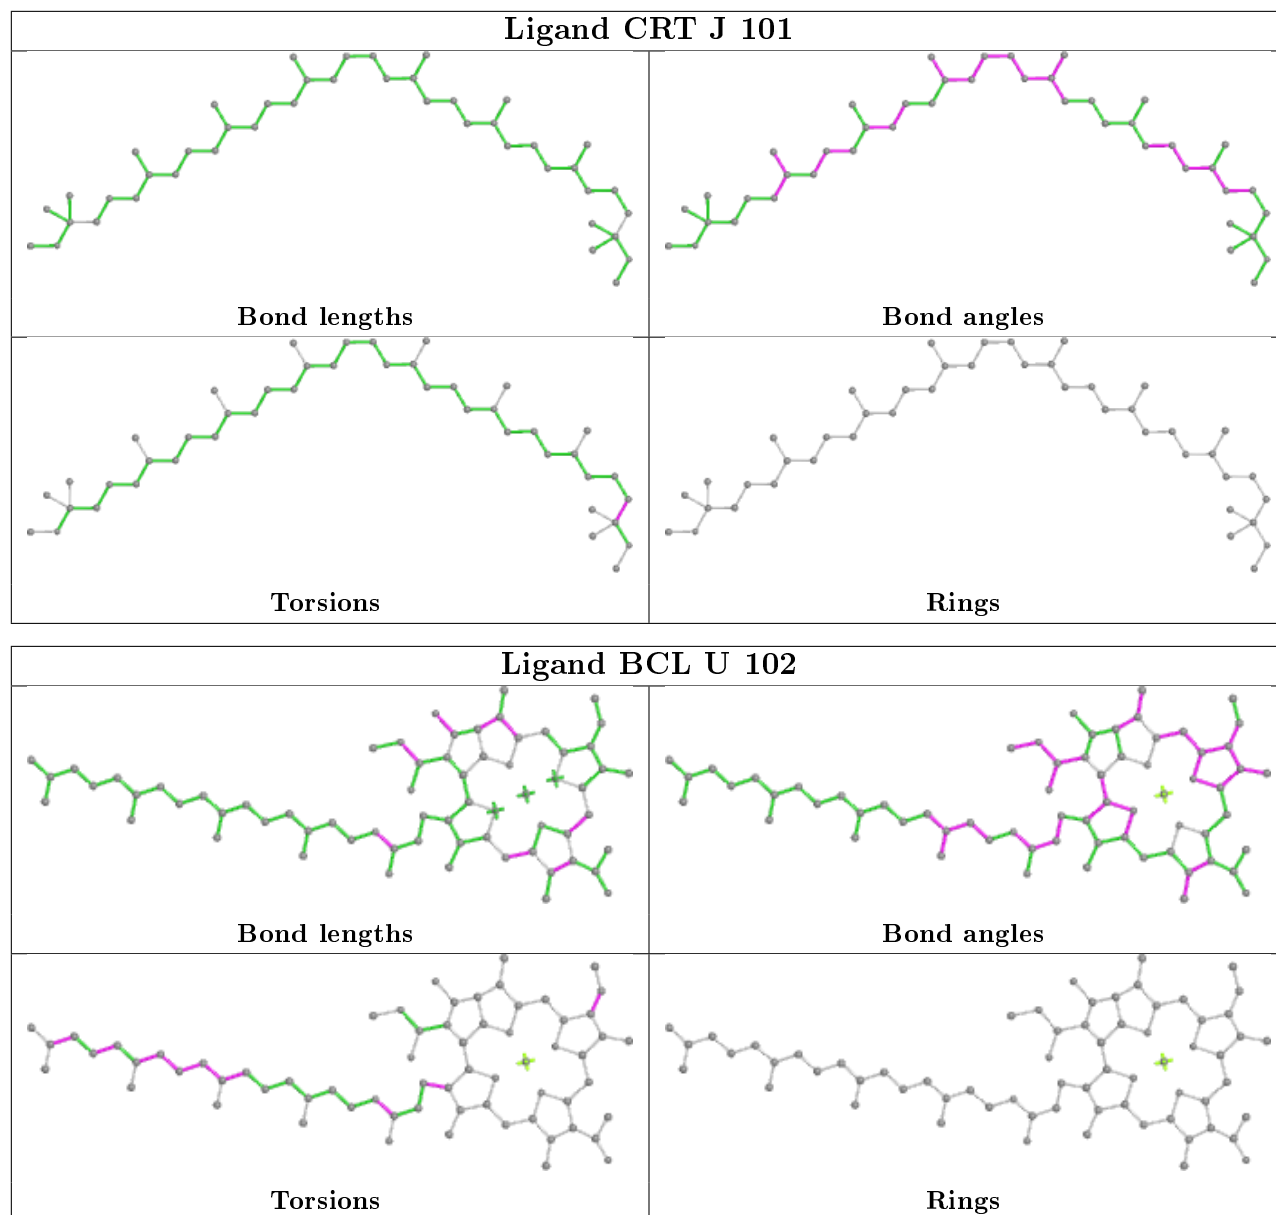 Ligand CRT J 101
Bond lengths
Bond angles
Torsions
Rings
Ligand BCL U 102
Bond lengths
Bond angles
Torsions
Rings